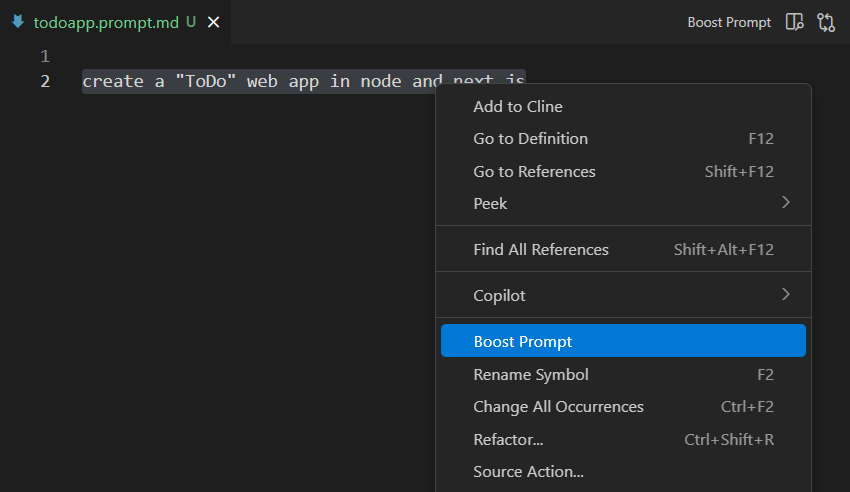 todoapp.prompt.md U
Boost Prompt
1
2 create a "ToDo" web app in node and next js
Add to Cline
Go to Definition F12
Go to References Shift+F12
Peek
Find All References Shift+Alt+F12
Copilot
Boost Prompt
Rename Symbol F2
Change All Occurrences Ctrl+F2
Refactor... Ctrl+Shift+R
Source Action...